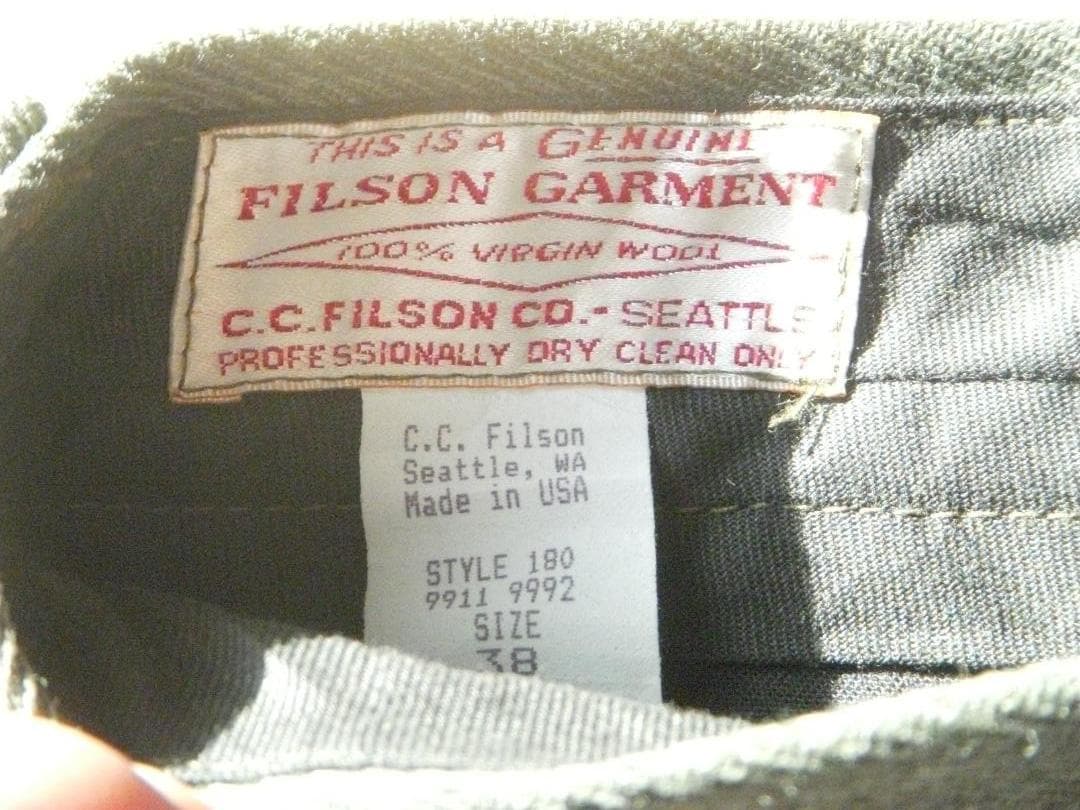 THIS IS A GENUINE
FILSON GARMENT
100% VIRGIN WOOL
C.C. FILSON CO.- SEATTLE
PROFESSIONALLY DRY CLEAN ONLY
C.C. Filson
Seattle, WA
Made in USA
STYLE 180
9911 9992
SIZE
38